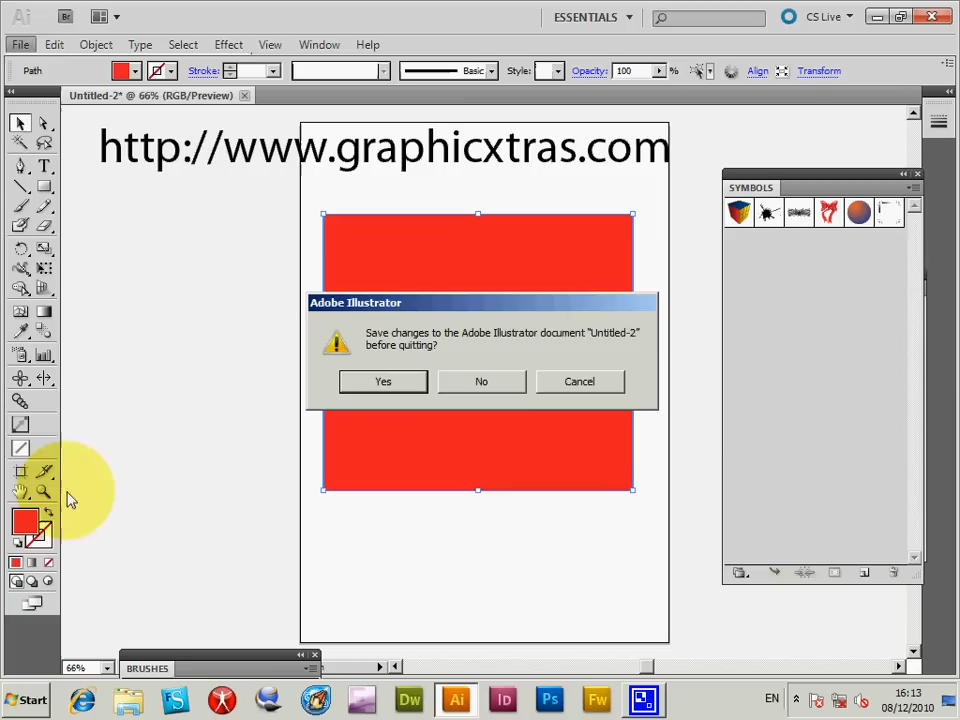 Ai Br ESSENTIALS CS Live
File Edit Object Type Select Effect View Window Help
Path Stroke: Basic Style: Opacity: 100 % Align Transform
Untitled-2* @ 66% (RGB/Preview)
http://www.graphicxtras.com
SYMBOLS
Adobe Illustrator
Save changes to the Adobe Illustrator document "Untitled-2"
before quitting?
Yes No Cancel
T
66%
BRUSHES
Start Dw Ai Id Ps Fw EN 16:13
08/12/2010